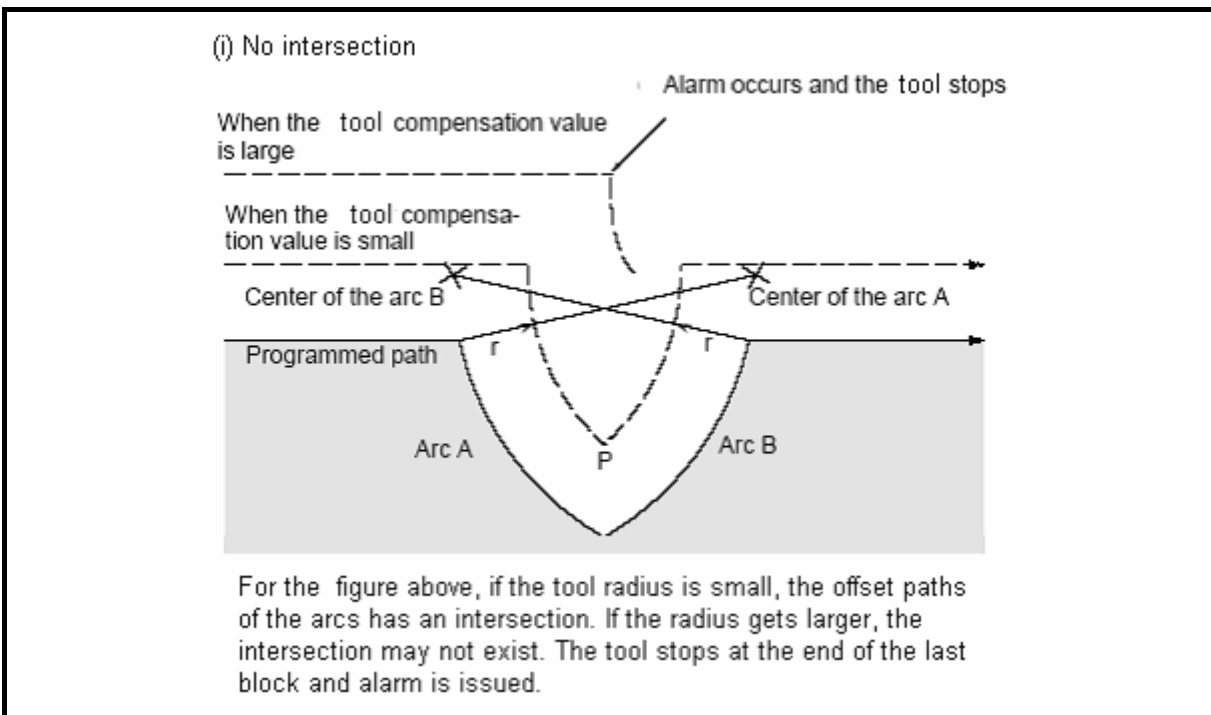 (i) No intersection
Alarm occurs and the tool stops
When the tool compensation value
is large
When the tool compensa-
tion value is small
Center of the arc B
Center of the arc A
Programmed path
r
r
Arc A
P
Arc B
For the figure above, if the tool radius is small, the offset paths
of the arcs has an intersection. If the radius gets larger, the
intersection may not exist. The tool stops at the end of the last
block and alarm is issued.